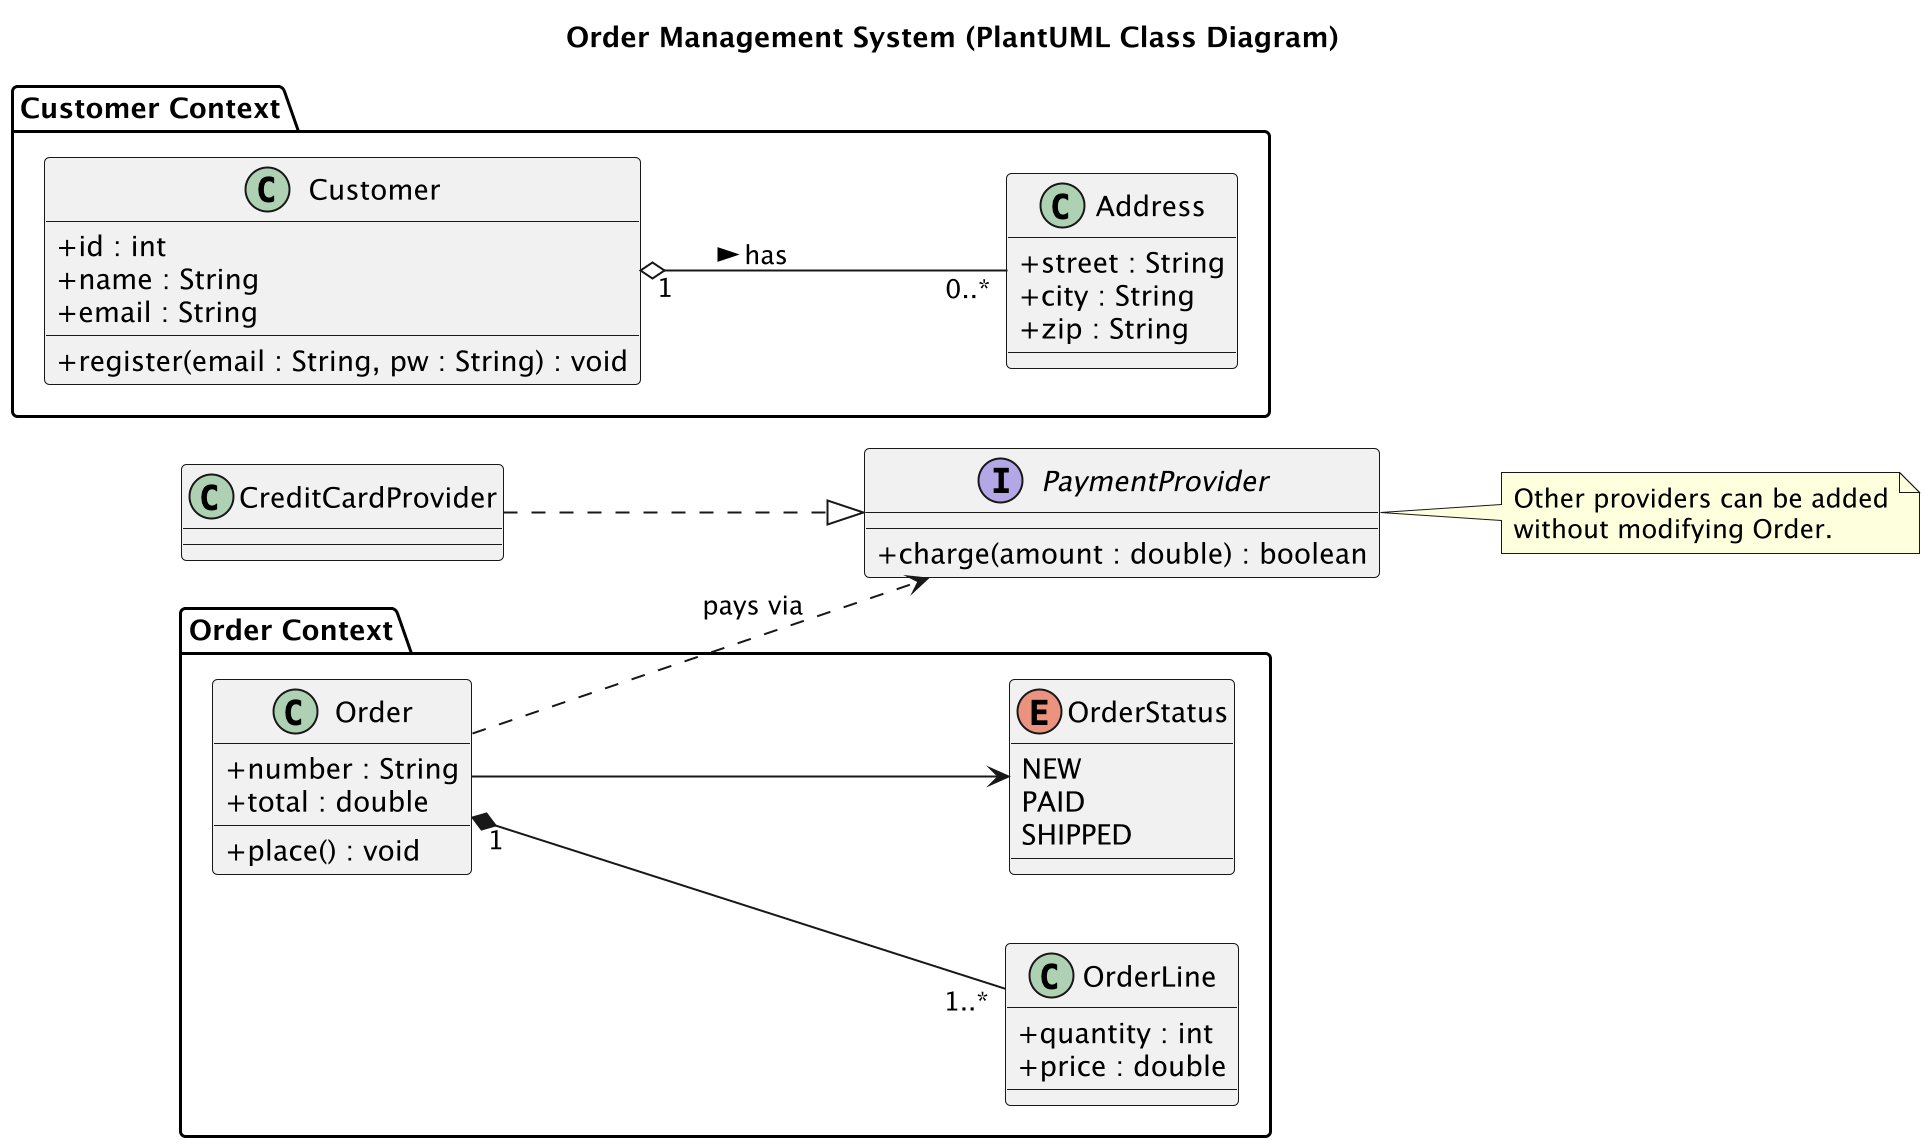 Order Management System (PlantUML Class Diagram)
Customer Context
C Customer
+id : int
+name : String
+email : String
+register(email : String, pw : String) : void
has
1
0..*
C Address
+street : String
+city : String
+zip : String
C CreditCardProvider
I PaymentProvider
+charge(amount : double) : boolean
Other providers can be added
without modifying Order.
pays via
Order Context
C Order
+number : String
+total : double
+place() : void
1
E OrderStatus
NEW
PAID
SHIPPED
1..*
C OrderLine
+quantity : int
+price : double